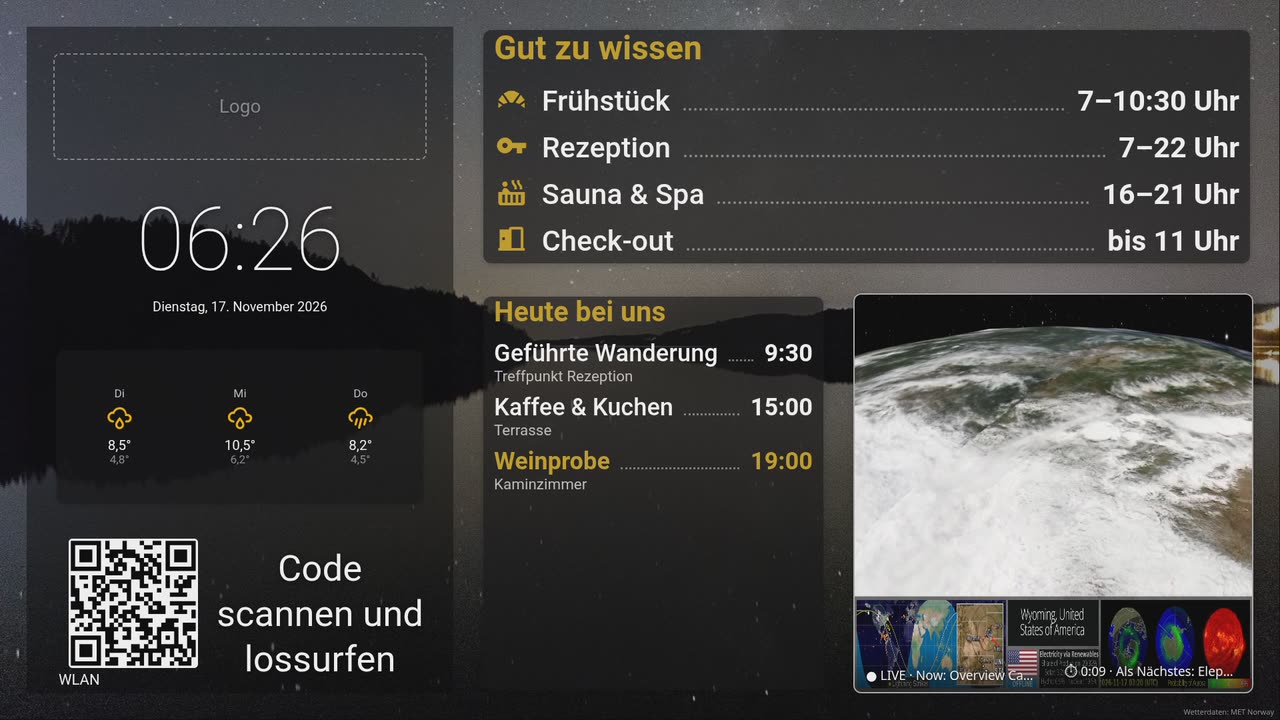 Logo
06:26
Dienstag, 17. November 2026
Di Mi Do
8,5° 10,5° 8,2°
4,8° 6,2° 4,5°
Code
scannen und
lossurfen
WLAN
Gut zu wissen
Frühstück 7–10:30 Uhr
Rezeption 7–22 Uhr
Sauna & Spa 16–21 Uhr
Check-out bis 11 Uhr
Heute bei uns
Geführte Wanderung 9:30
Treffpunkt Rezeption
Kaffee & Kuchen 15:00
Terrasse
Weinprobe 19:00
Kaminzimmer
Wyoming, United
States of America
Electricity via Renewables
LIVE · Now: Overview Ca... 0:09 · Als Nächstes: Elep...
Wetterdaten: MET Norway